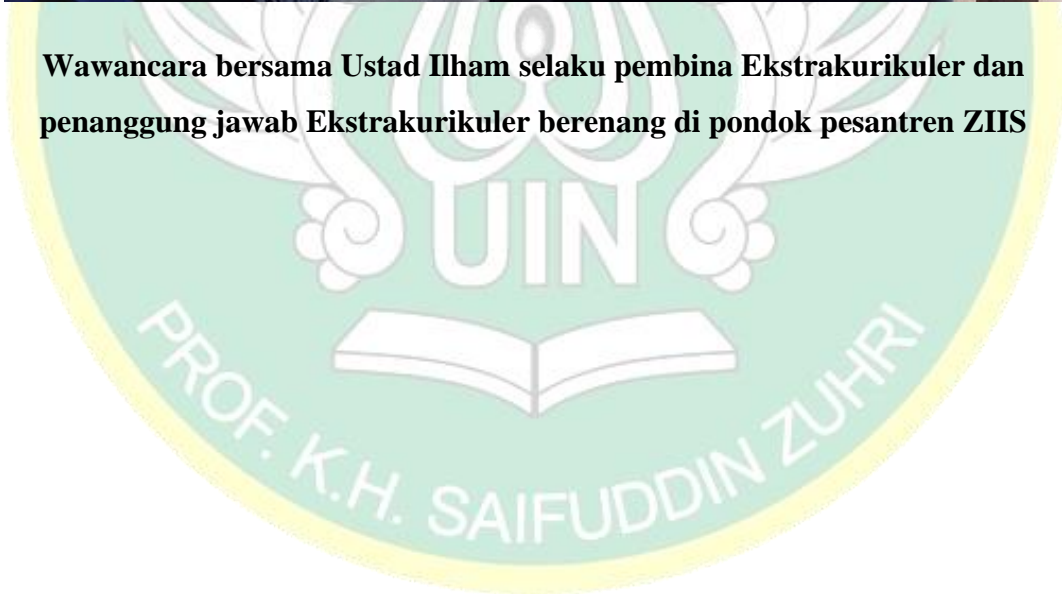 Wawancara bersama Ustad Ilham selaku pembina Ekstrakurikuler dan
penanggung jawab Ekstrakurikuler berenang di pondok pesantren ZIIS
UIN
PROF. K.H. SAIFUDDIN ZUHRI